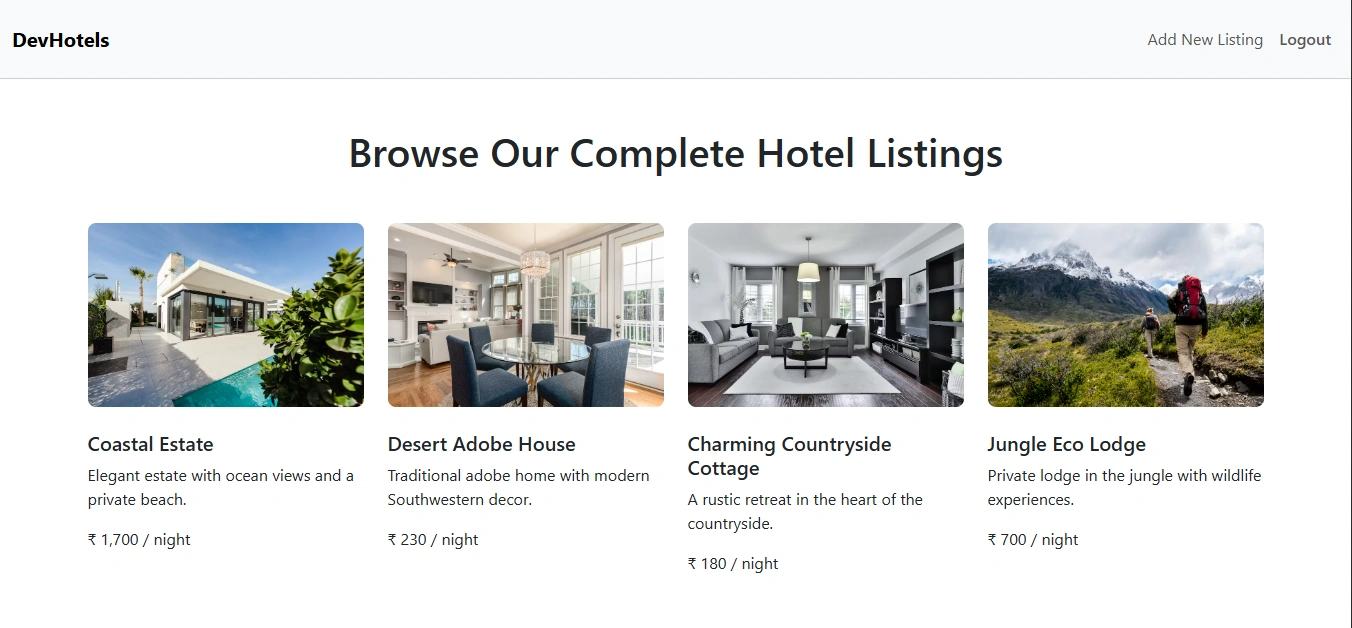 DevHotels
Add New Listing Logout
Browse Our Complete Hotel Listings
Coastal Estate
Elegant estate with ocean views and a
private beach.
₹ 1,700 / night
Desert Adobe House
Traditional adobe home with modern
Southwestern decor.
₹ 230 / night
Charming Countryside
Cottage
A rustic retreat in the heart of the
countryside.
₹ 180 / night
Jungle Eco Lodge
Private lodge in the jungle with wildlife
experiences.
₹ 700 / night